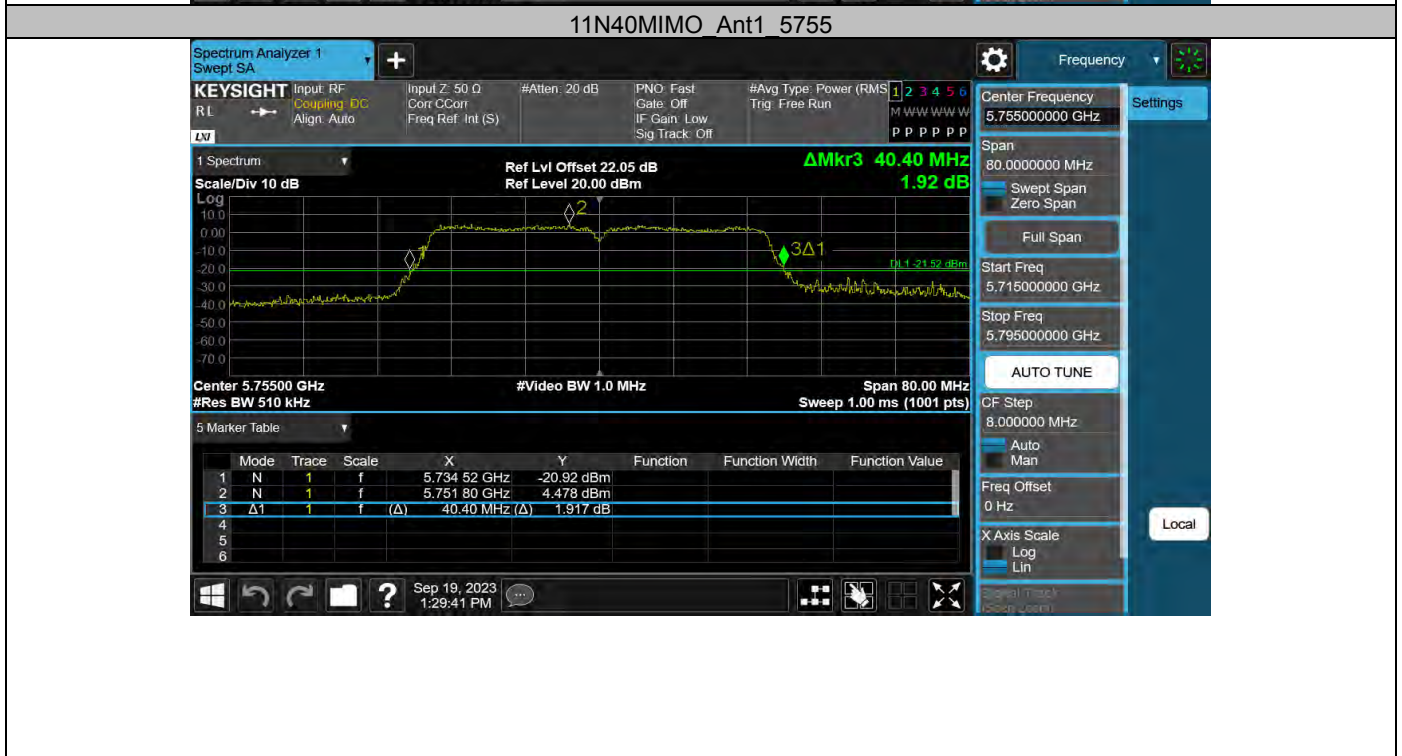 11N40MIMO_Ant1_5755
Spectrum Analyzer 1
Swept SA
+
Frequency
KEYSIGHT
RL
LXI
Input: RF
Coupling: DC
Align: Auto
Input Z: 50 Ω
Corr CCorr
Freq Ref: Int (S)
#Atten: 20 dB
PNO: Fast
Gate: Off
IF Gain: Low
Sig Track: Off
#Avg Type: Power (RMS
Trig: Free Run
1 2 3 4 5 6
M W W W W W
P P P P P P
1 Spectrum
Scale/Div 10 dB
Ref Lvl Offset 22.05 dB
Ref Level 20.00 dBm
ΔMkr3 40.40 MHz
1.92 dB
Log
10.0
0.00
-10.0
-20.0
-30.0
-40.0
-50.0
-60.0
-70.0
2
1
3Δ1
DL1 -21.52 dBm
Center 5.75500 GHz
#Res BW 510 kHz
#Video BW 1.0 MHz
Span 80.00 MHz
Sweep 1.00 ms (1001 pts)
5 Marker Table
Mode Trace Scale X Y Function Function Width Function Value
1 N 1 f 5.734 52 GHz -20.92 dBm
2 N 1 f 5.751 80 GHz 4.478 dBm
3 Δ1 1 f (Δ) 40.40 MHz (Δ) 1.917 dB
4
5
6
Sep 19, 2023
1:29:41 PM
?
Center Frequency
5.755000000 GHz
Settings
Span
80.0000000 MHz
Swept Span
Zero Span
Full Span
Start Freq
5.715000000 GHz
Stop Freq
5.795000000 GHz
AUTO TUNE
CF Step
8.000000 MHz
Auto
Man
Freq Offset
0 Hz
Local
X Axis Scale
Log
Lin
Signal Track
(Span Zoom)